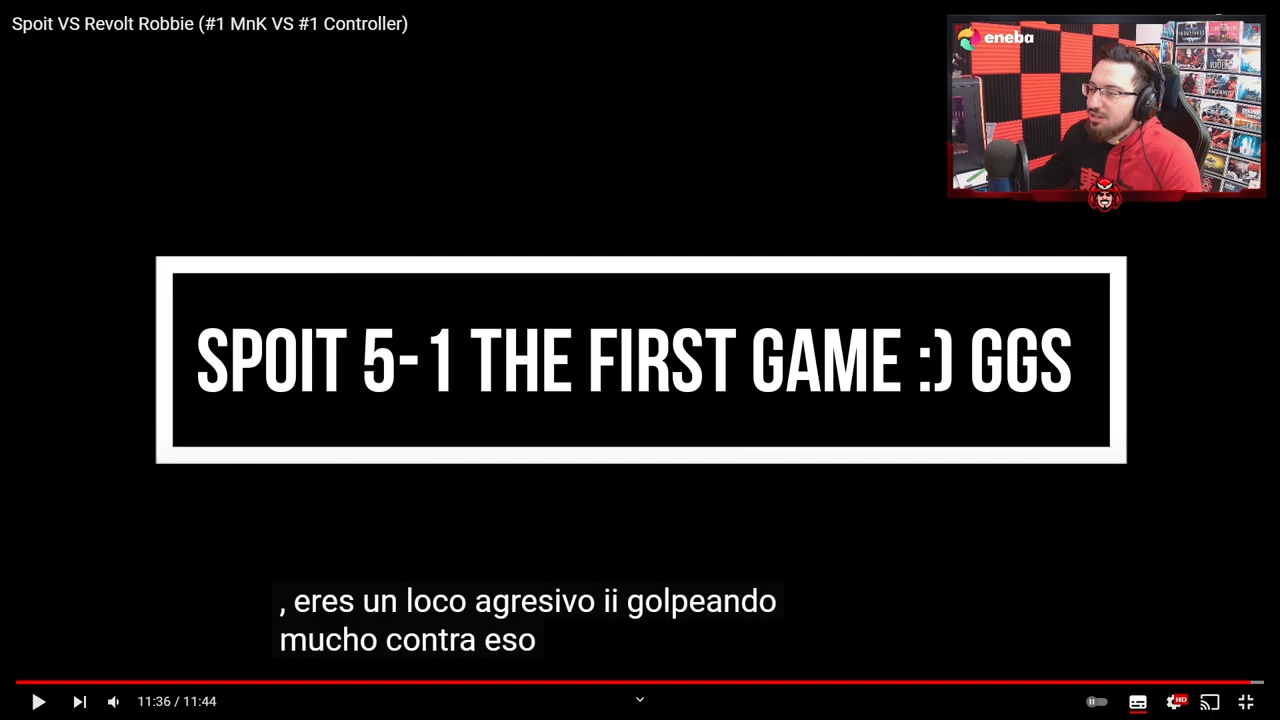 Spoit VS Revolt Robbie (#1 MnK VS #1 Controller)
eneba
SPOIT 5-1 THE FIRST GAME :) GGS
, eres un loco agresivo ii golpeando
mucho contra eso
11:36 / 11:44
HD